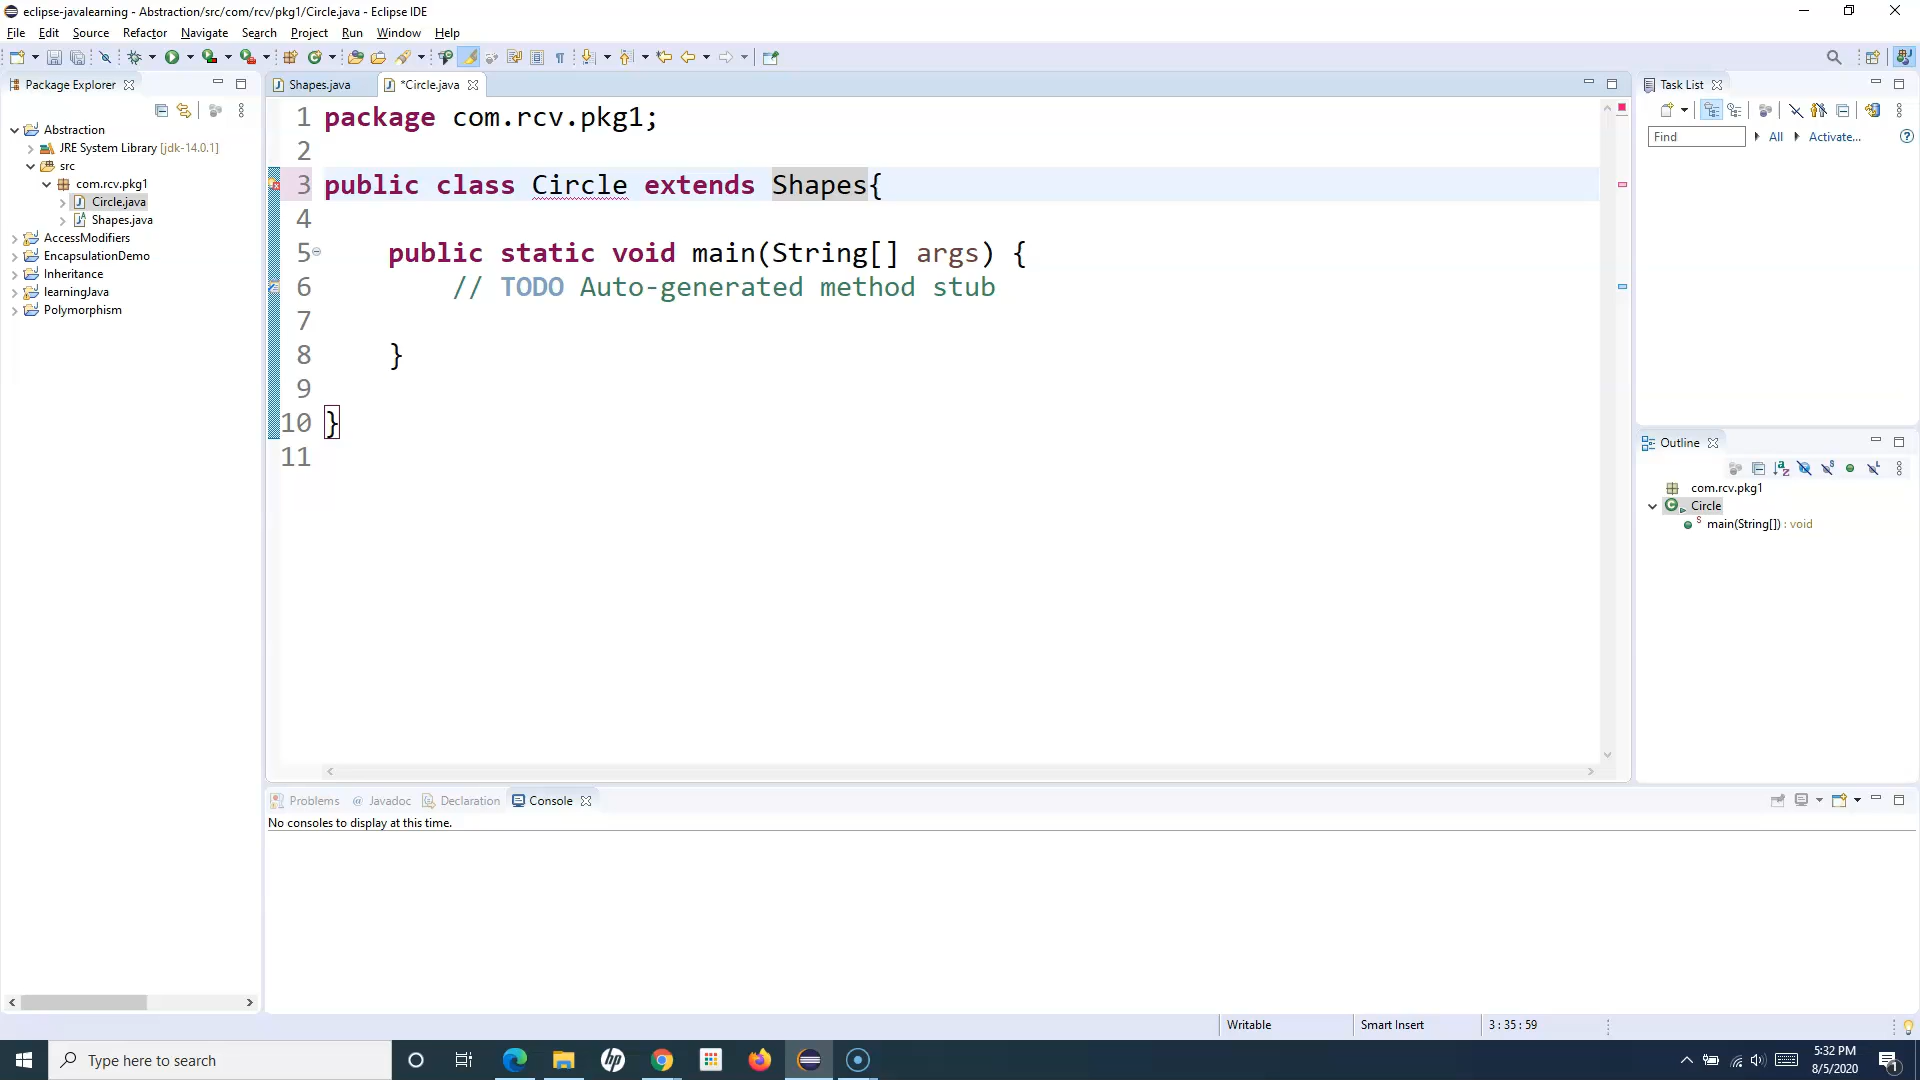 eclipse-javalearning - Abstraction/src/com/rcv/pkg1/Circle.java - Eclipse IDE
File Edit Source Refactor Navigate Search Project Run Window Help
Package Explorer
Abstraction
JRE System Library [jdk-14.0.1]
src
com.rcv.pkg1
Circle.java
Shapes.java
AccessModifiers
EncapsulationDemo
Inheritance
learningJava
Polymorphism
Shapes.java *Circle.java
1 package com.rcv.pkg1;
2
3 public class Circle extends Shapes{
4
5 public static void main(String[] args) {
6 // TODO Auto-generated method stub
7
8 }
9
10 }
11
Task List
Find All Activate...
Outline
com.rcv.pkg1
Circle
main(String[]) : void
Problems Javadoc Declaration Console
No consoles to display at this time.
Writable Smart Insert 3 : 35 : 59
Type here to search
5:32 PM
8/5/2020